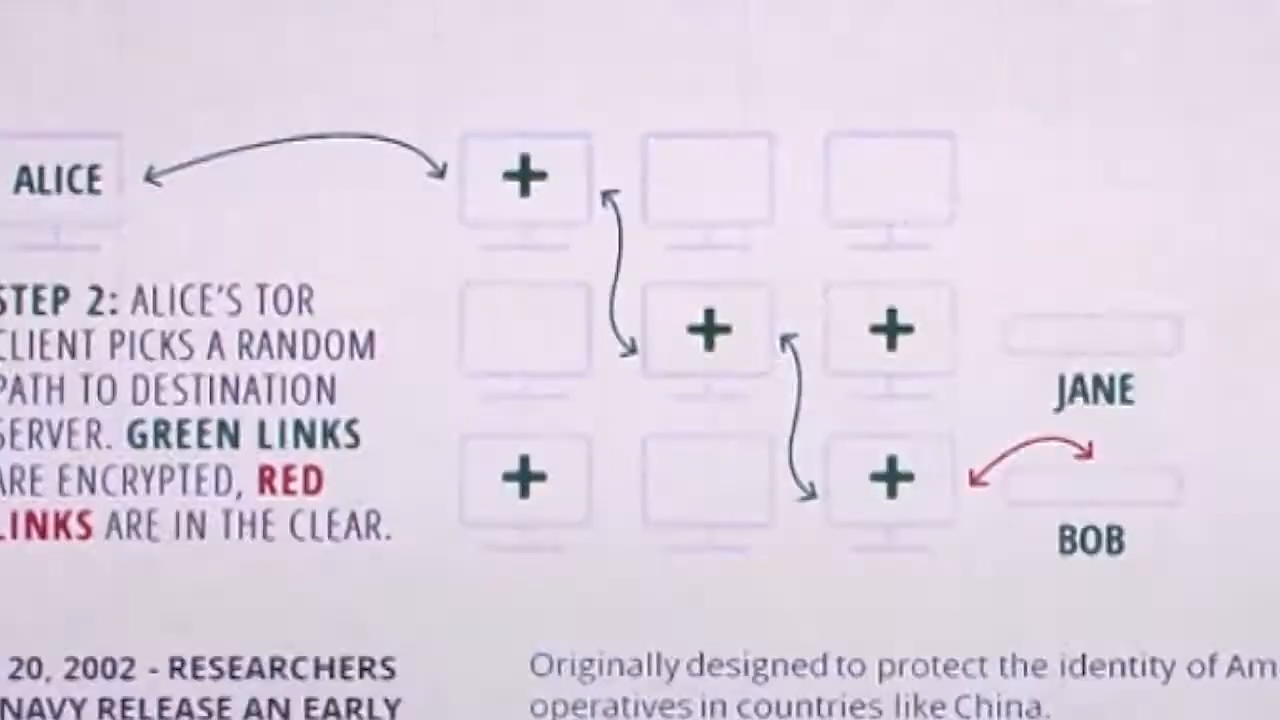 ALICE
STEP 2: ALICE'S TOR
CLIENT PICKS A RANDOM
PATH TO DESTINATION
SERVER. GREEN LINKS
ARE ENCRYPTED, RED
LINKS ARE IN THE CLEAR.
JANE
BOB
20, 2002 - RESEARCHERS
NAVY RELEASE AN EARLY
Originally designed to protect the identity of Am
operatives in countries like China.